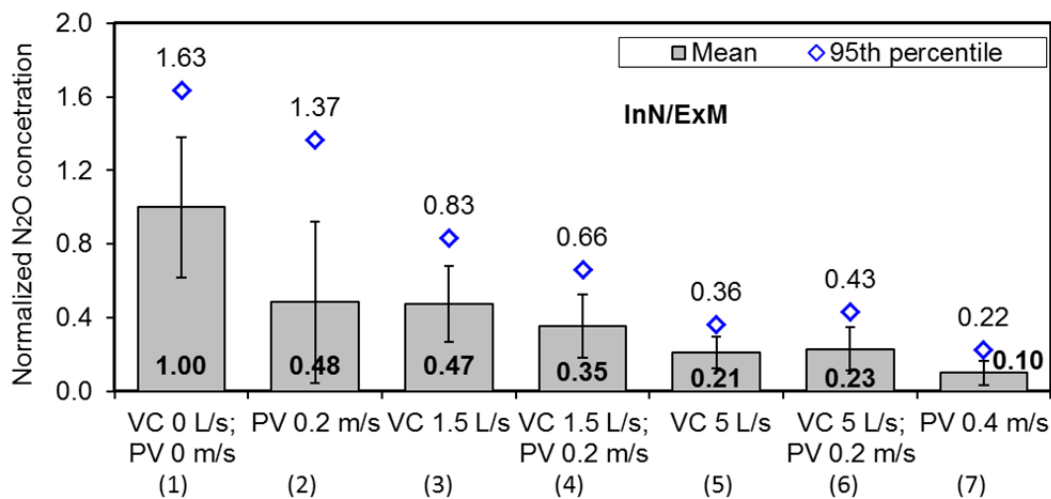 2.0
1.6
1.2
0.8
0.4
0.0
Normalized N2O concetration
Mean
95th percentile
InN/ExM
1.63
1.37
0.83
0.66
0.36
0.43
0.22
1.00
0.48
0.47
0.35
0.21
0.23
0.10
VC 0 L/s;
PV 0 m/s
PV 0.2 m/s
VC 1.5 L/s
VC 1.5 L/s;
PV 0.2 m/s
VC 5 L/s
VC 5 L/s;
PV 0.2 m/s
PV 0.4 m/s
(1)
(2)
(3)
(4)
(5)
(6)
(7)